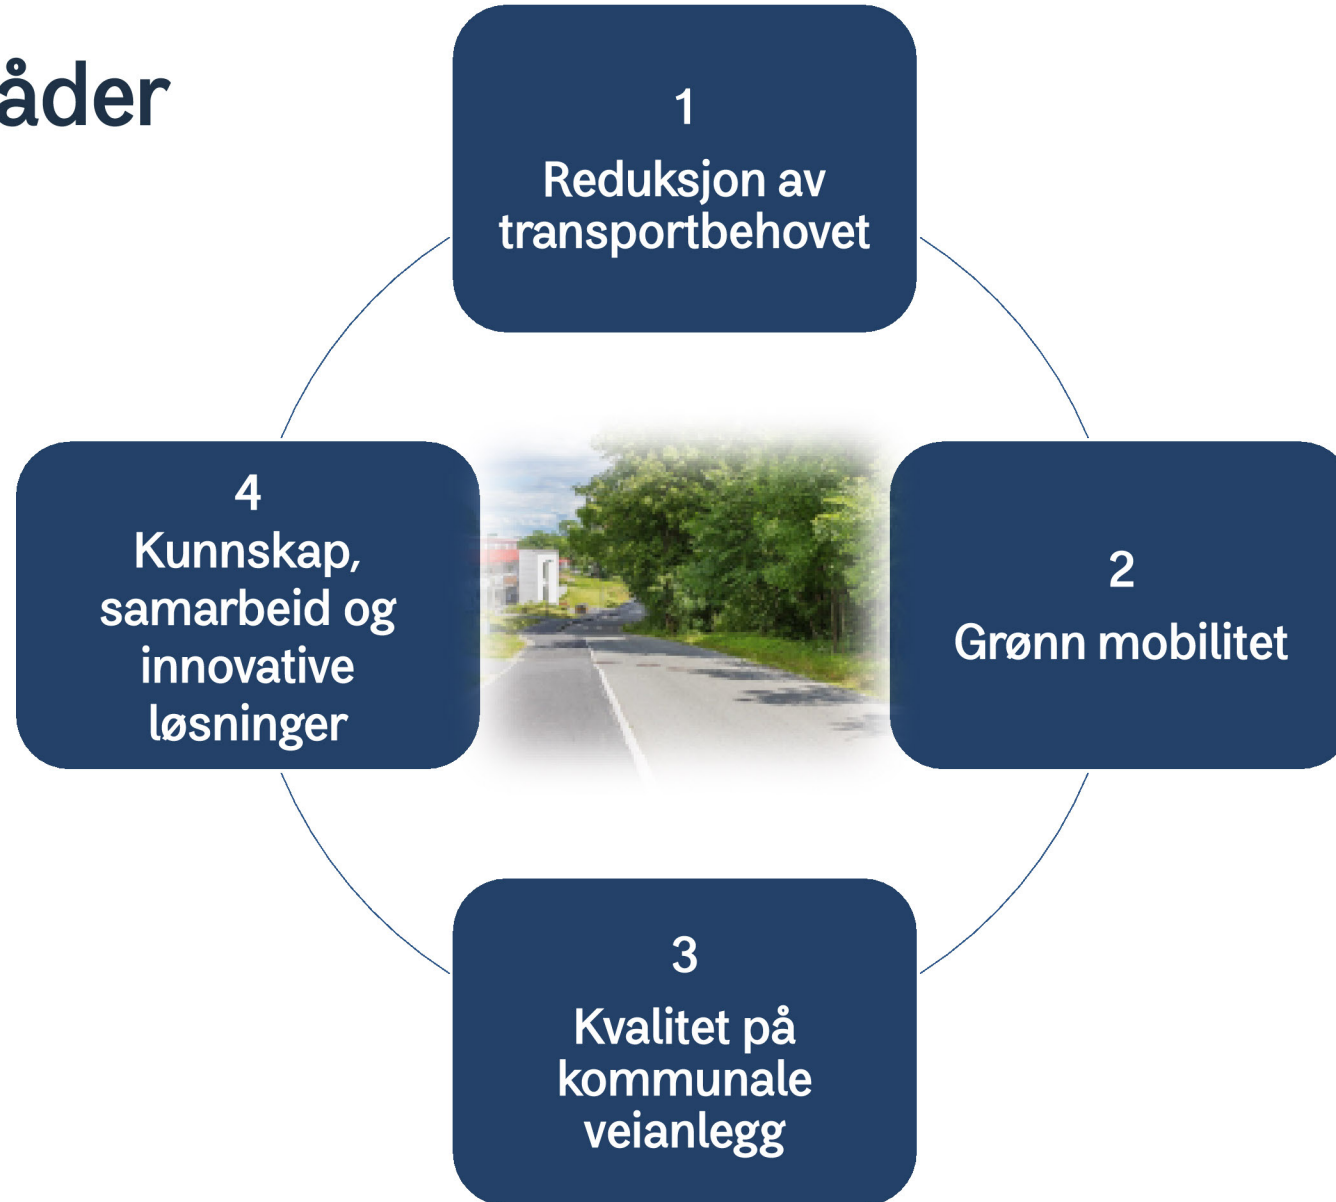 åder
1
Reduksjon av
transportbehovet
2
Grønn mobilitet
3
Kvalitet på
kommunale
veianlegg
4
Kunnskap,
samarbeid og
innovative
løsninger